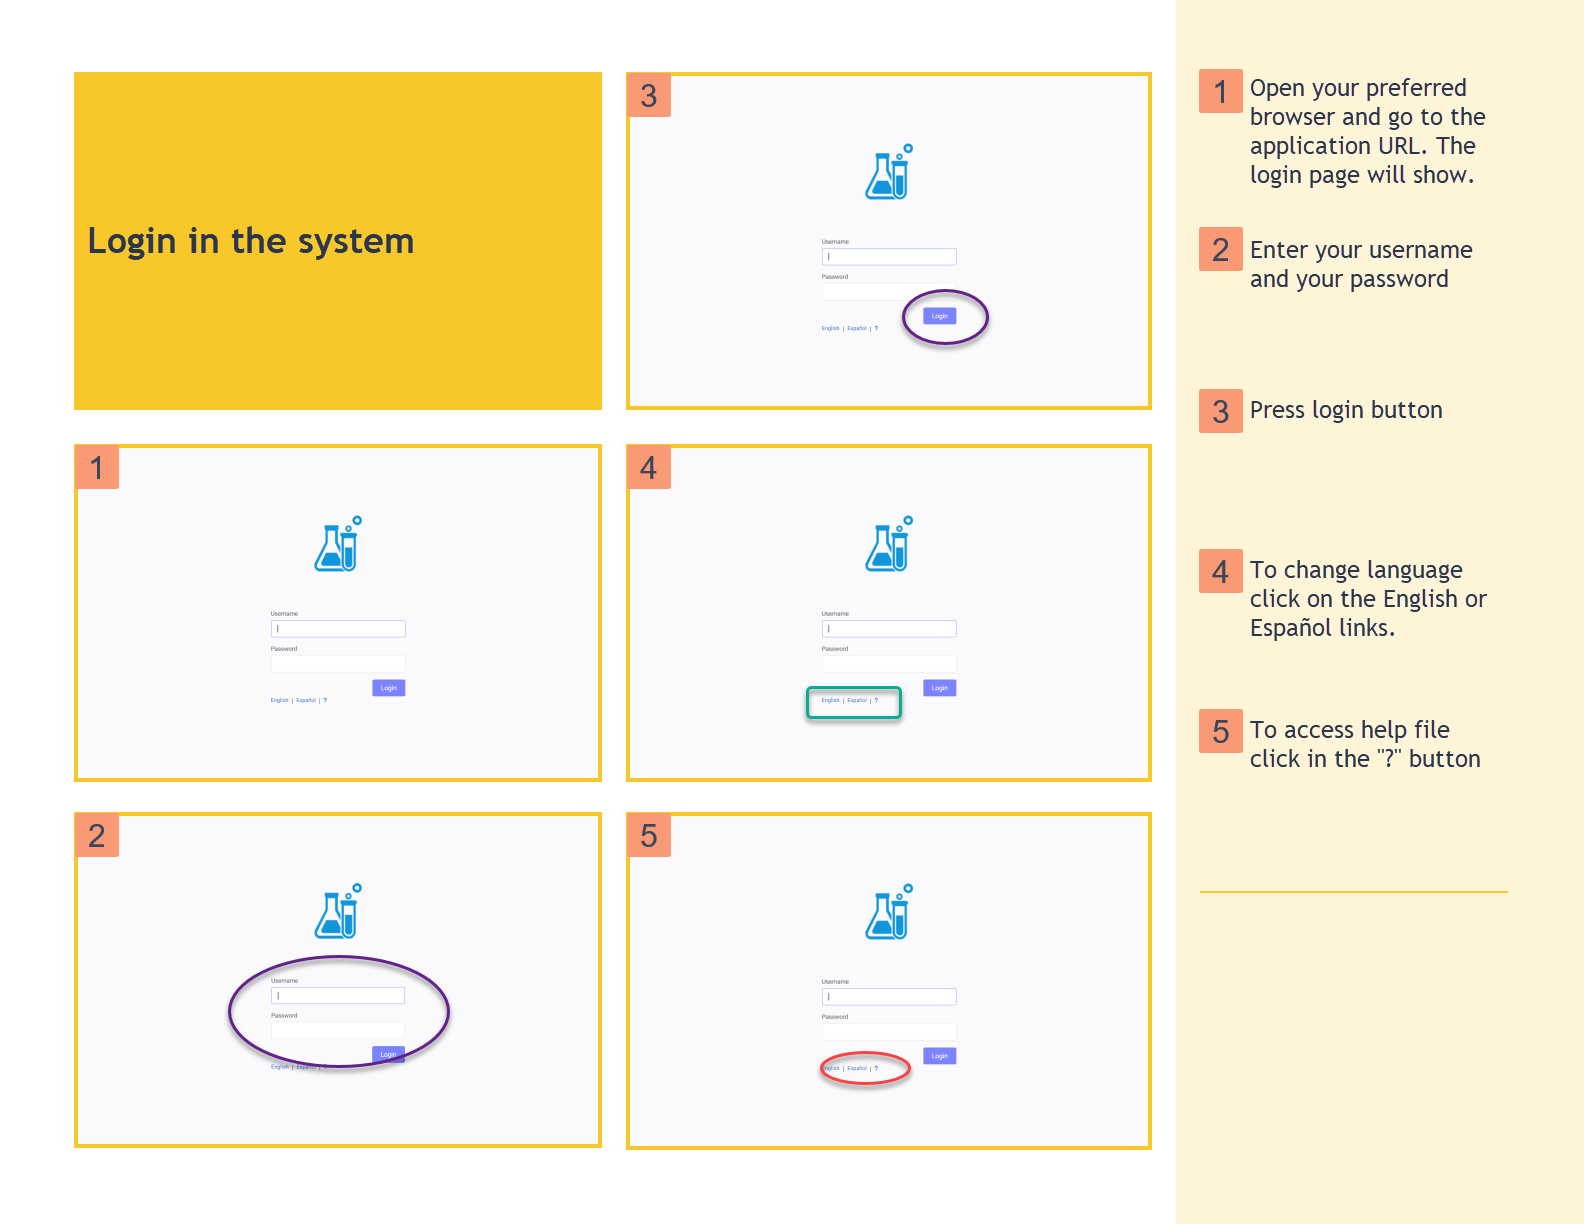 Login in the system
1
Username
Password
Login
English | Español | ?
2
Username
Password
Login
English | Español | ?
3
Username
Password
Login
English | Español | ?
4
Username
Password
Login
English | Español | ?
5
Username
Password
Login
English | Español | ?
1 Open your preferred
browser and go to the
application URL. The
login page will show.
2 Enter your username
and your password
3 Press login button
4 To change language
click on the English or
Español links.
5 To access help file
click in the "?" button